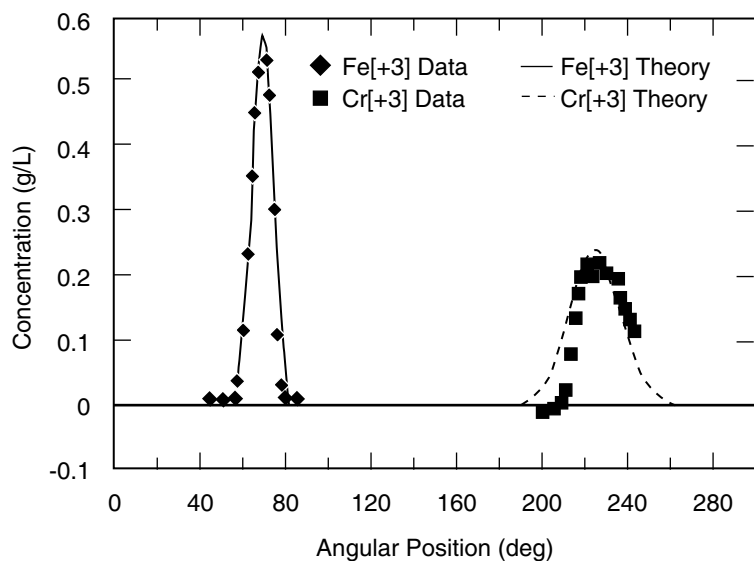 0.6
0.5
0.4
0.3
0.2
0.1
0
-0.1
Concentration (g/L)
Fe[+3] Data
Fe[+3] Theory
Cr[+3] Data
Cr[+3] Theory
0 40 80 120 160 200 240 280
Angular Position (deg)